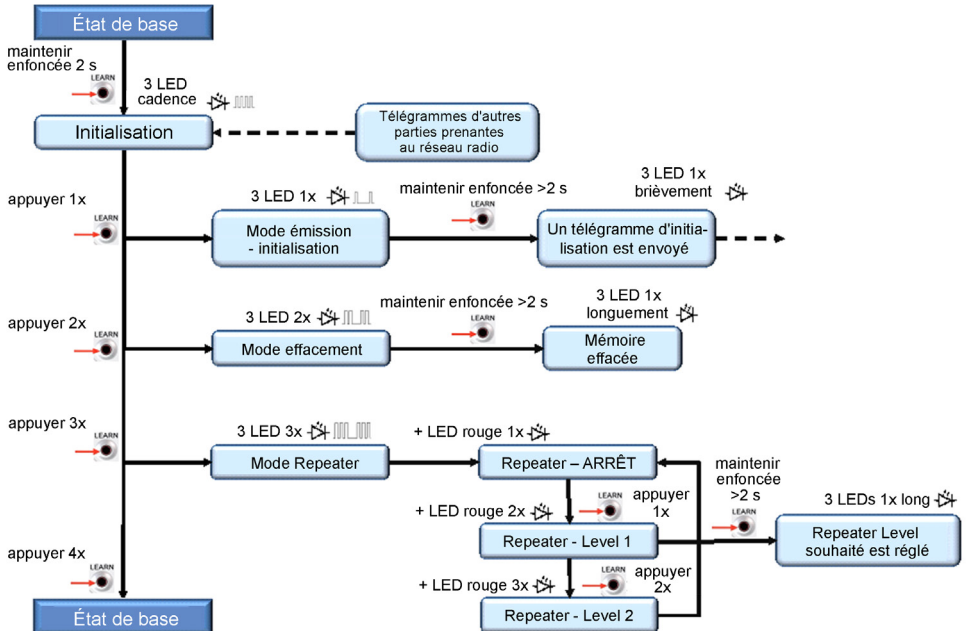 État de base
maintenir
enfoncée 2 s
LEARN
3 LED
cadence
Initialisation
Télégrammes d'autres
parties prenantes
au réseau radio
appuyer 1x
LEARN
3 LED 1x
Mode émission
- initialisation
maintenir enfoncée >2 s
LEARN
3 LED 1x
brièvement
Un télégramme d'initia-
lisation est envoyé
appuyer 2x
LEARN
3 LED 2x
Mode effacement
maintenir enfoncée >2 s
LEARN
3 LED 1x
longuement
Mémoire
effacée
appuyer 3x
LEARN
3 LED 3x
Mode Repeater
+ LED rouge 1x
Repeater – ARRÊT
LEARN
appuyer
1x
+ LED rouge 2x
Repeater - Level 1
maintenir
enfoncée
>2 s
LEARN
3 LEDs 1x long
Repeater Level
souhaité est réglé
LEARN
appuyer
2x
+ LED rouge 3x
Repeater - Level 2
appuyer 4x
LEARN
État de base